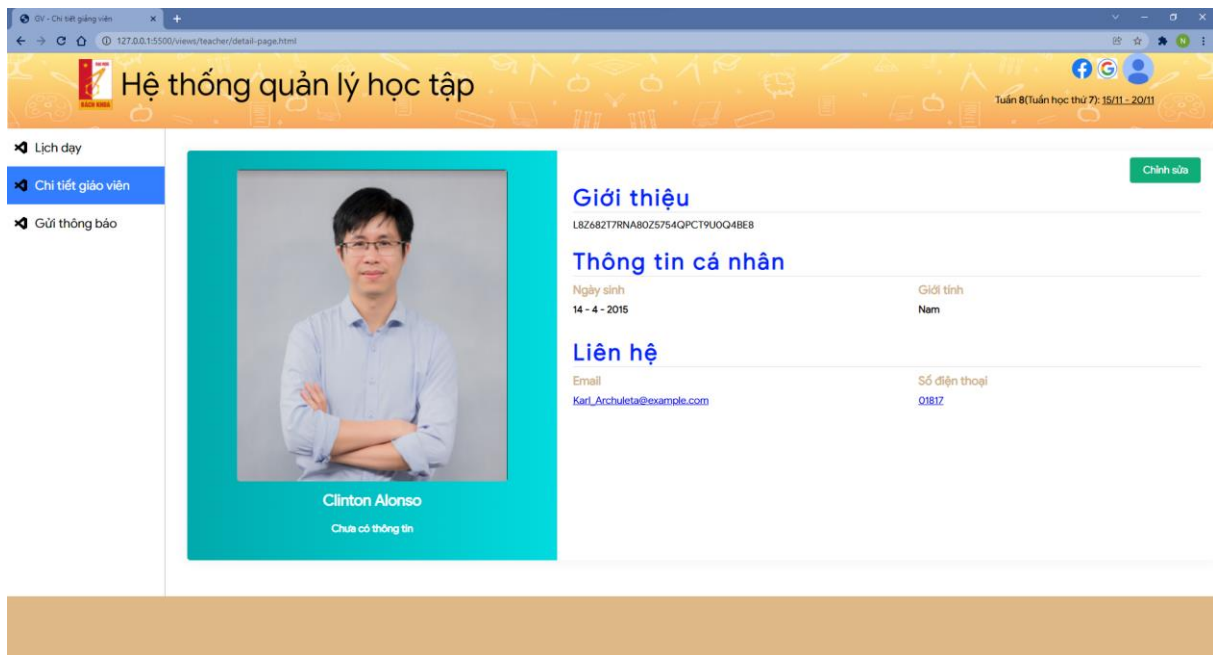 GV - Chi tiết giảng viên
127.0.0.1:5500/views/teacher/detail-page.html
N
BÁCH KHOA
Hệ thống quản lý học tập
Tuần 8(Tuần học thứ 7): 15/11 - 20/11
Lịch dạy
Chi tiết giáo viên
Gửi thông báo
Chỉnh sửa
Giới thiệu
L8Z682T7RNA80Z5754QPCT9U0Q4BE8
Thông tin cá nhân
Ngày sinh Giới tính
14 - 4 - 2015 Nam
Liên hệ
Email Số điện thoại
Karl_Archuleta@example.com 01817
Clinton Alonso
Chưa có thông tin